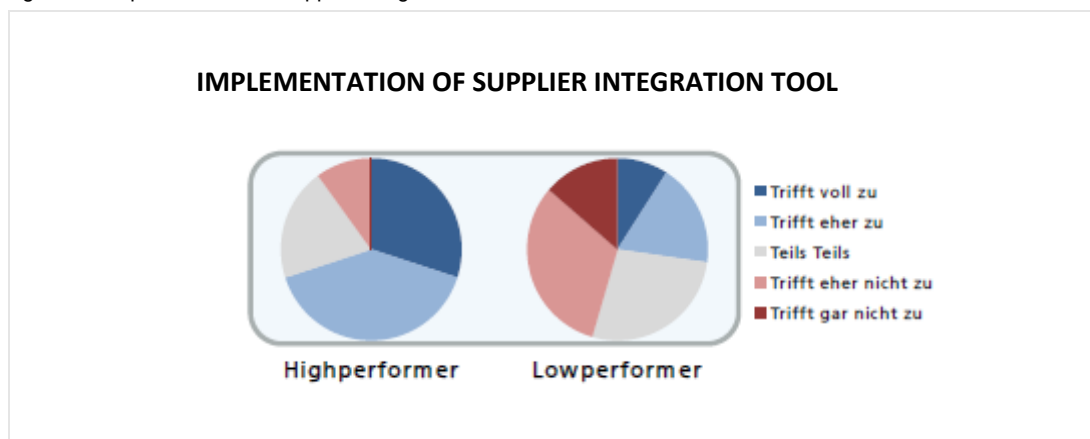 IMPLEMENTATION OF SUPPLIER INTEGRATION TOOL
Trifft voll zu
Trifft eher zu
Teils Teils
Trifft eher nicht zu
Trifft gar nicht zu
Highperformer
Lowperformer